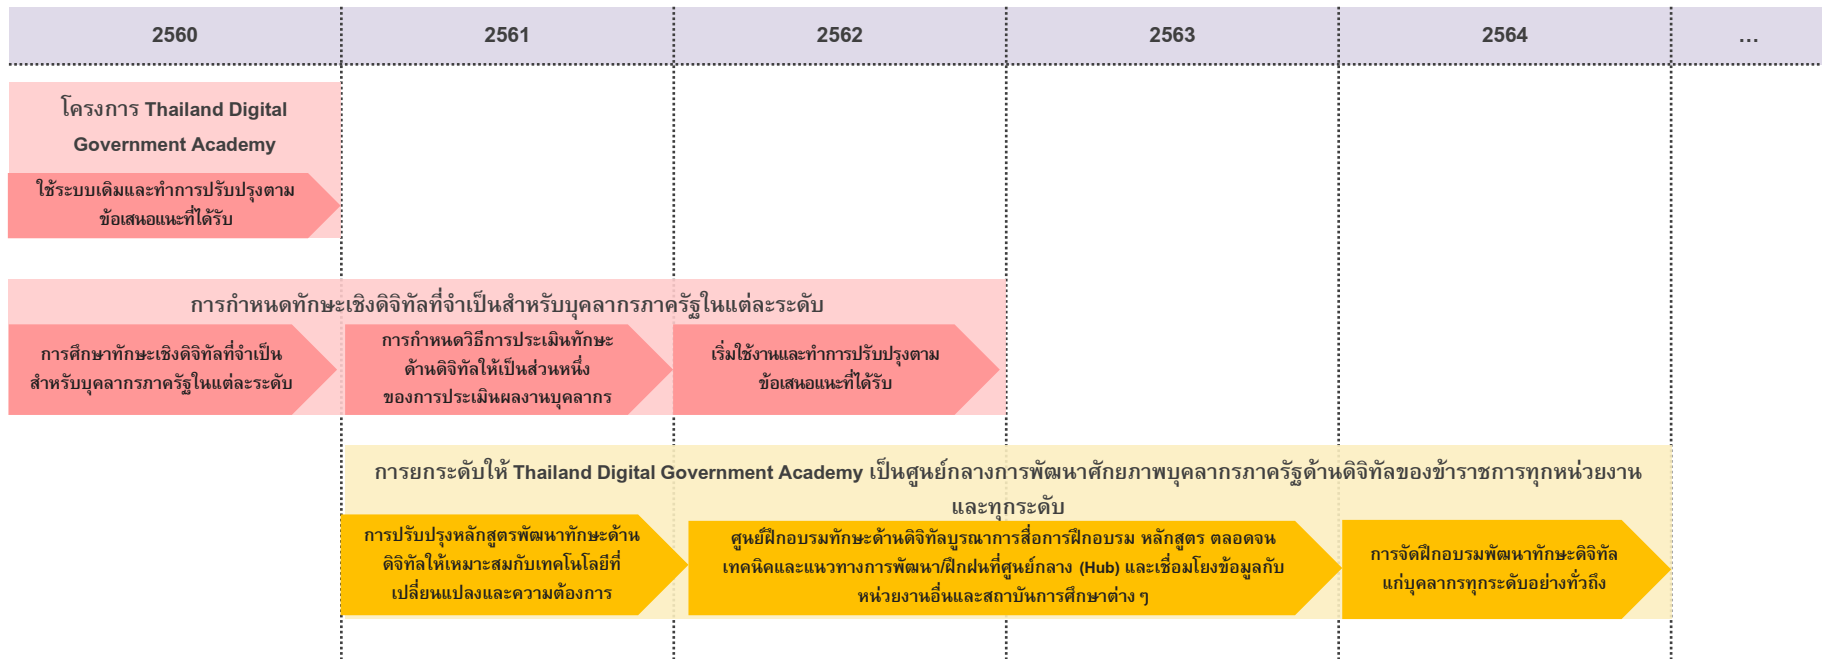 2560
2561
2562
2563
2564
...
โครงการ Thailand Digital
Government Academy
ใช้ระบบเดิมและทำการปรับปรุงตาม
ข้อเสนอแนะที่ได้รับ
การกำหนดทักษะเชิงดิจิทัลที่จำเป็นสำหรับบุคลากรภาครัฐในแต่ละระดับ
การศึกษาทักษะเชิงดิจิทัลที่จำเป็น
สำหรับบุคลากรภาครัฐในแต่ละระดับ
การกำหนดวิธีการประเมินทักษะ
ด้านดิจิทัลให้เป็นส่วนหนึ่ง
ของการประเมินผลงานบุคลากร
เริ่มใช้งานและทำการปรับปรุงตาม
ข้อเสนอแนะที่ได้รับ
การยกระดับให้ Thailand Digital Government Academy เป็นศูนย์กลางการพัฒนาศักยภาพบุคลากรภาครัฐด้านดิจิทัลของข้าราชการทุกหน่วยงาน
และทุกระดับ
การปรับปรุงหลักสูตรพัฒนาทักษะด้าน
ดิจิทัลให้เหมาะสมกับเทคโนโลยีที่
เปลี่ยนแปลงและความต้องการ
ศูนย์ฝึกอบรมทักษะด้านดิจิทัลบูรณาการสื่อการฝึกอบรม หลักสูตร ตลอดจน
เทคนิคและแนวทางการพัฒนา/ฝึกฝนที่ศูนย์กลาง (Hub) และเชื่อมโยงข้อมูลกับ
หน่วยงานอื่นและสถาบันการศึกษาต่าง ๆ
การจัดฝึกอบรมพัฒนาทักษะดิจิทัล
แก่บุคลากรทุกระดับอย่างทั่วถึง